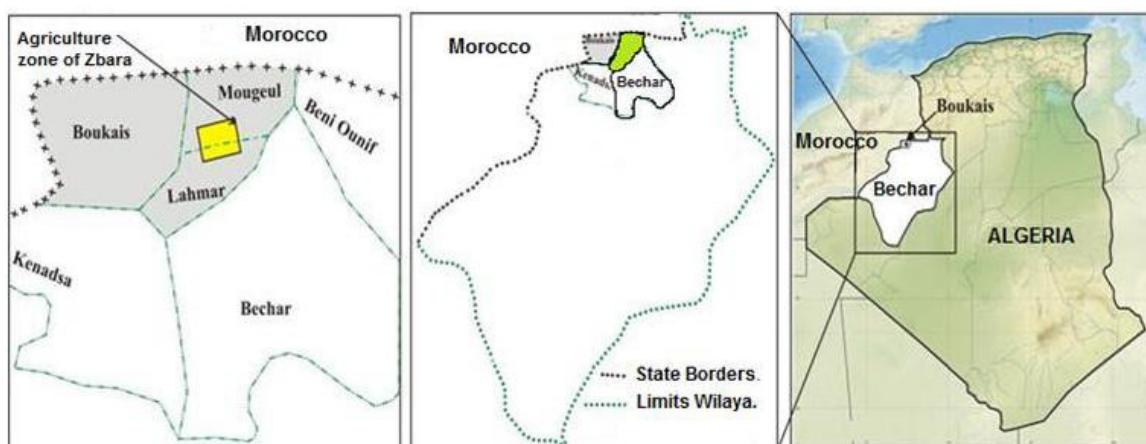 Agriculture
zone of Zbara
Morocco
Mougeul
Boukais
Beni Ounif
Lahmar
Kenadsa
Bechar
Morocco
Boukais
Kenadsa
Bechar
State Borders.
Limits Wilaya.
Boukais
Morocco
Bechar
ALGERIA